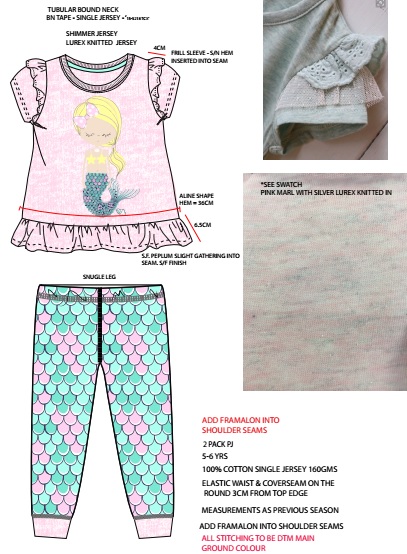 TUBULAR BOUND NECK
BN TAPE • SINGLE JERSEY
SHIMMER JERSEY
LUREX KNITTED JERSEY
4CM
FRILL SLEEVE - S/N HEM
INSERTED INTO SEAM
*SEE SWATCH
PINK MARL WITH SILVER LUREX KNITTED IN
ALINE SHAPE
HEM = 36CM
6.5CM
S.F. PEPLUM SLIGHT GATHERING INTO
SEAM. S/F FINISH
SNUGLE LEG
ADD FRAMALON INTO
SHOULDER SEAMS
2 PACK PJ
5-6 YRS
100% COTTON SINGLE JERSEY 160GMS
ELASTIC WAIST & COVERSEAM ON THE
ROUND 3CM FROM TOP EDGE
MEASUREMENTS AS PREVIOUS SEASON
ADD FRAMALON INTO SHOULDER SEAMS
ALL STITCHING TO BE DTM MAIN
GROUND COLOUR